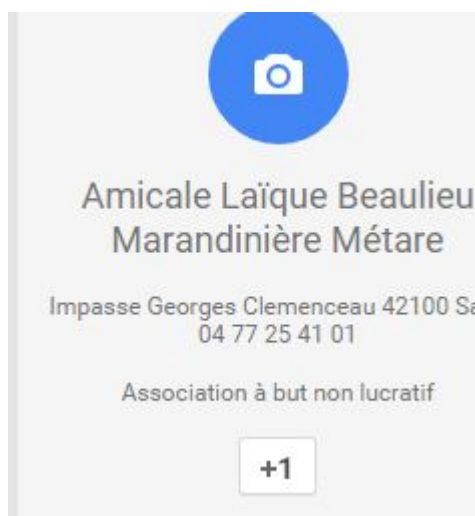 Amicale Laïque Beaulieu
Marandinière Métare
Impasse Georges Clemenceau 42100
04 77 25 41 01
Association à but non lucratif
+1